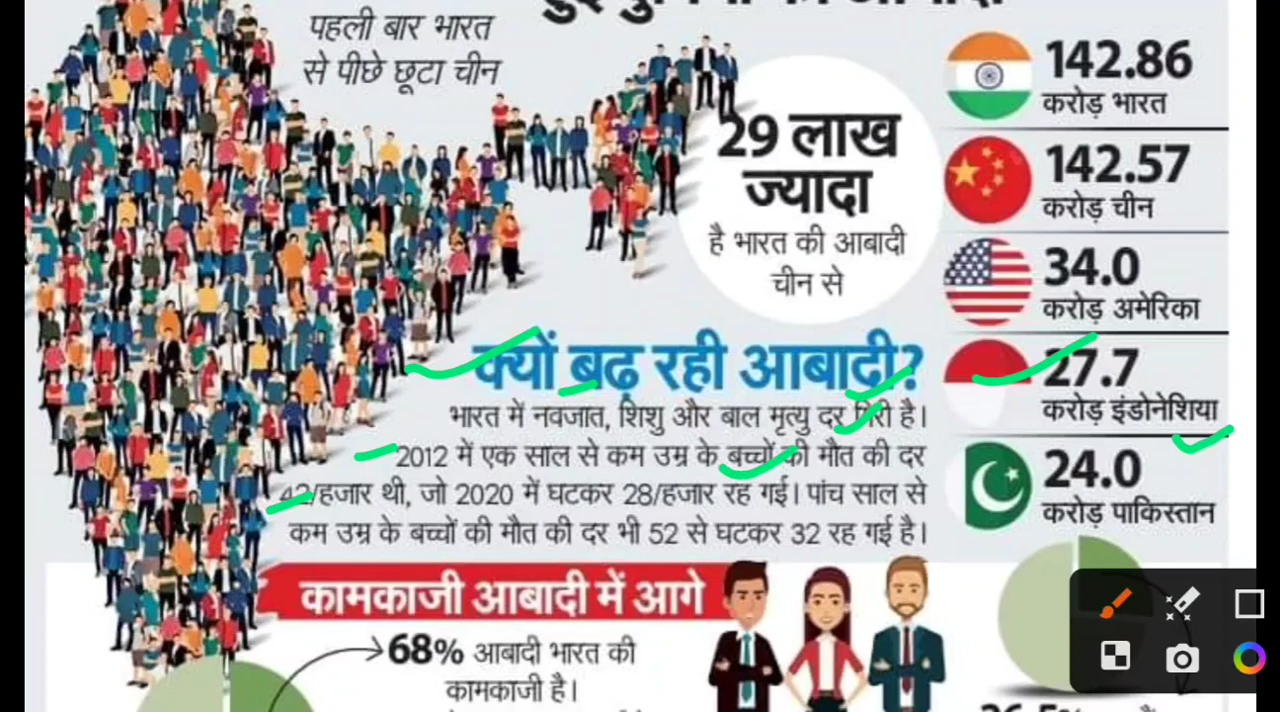 पहली बार भारत
से पीछे छूटा चीन
29 लाख
ज्यादा
है भारत की आबादी
चीन से
142.86
करोड़ भारत
142.57
करोड़ चीन
34.0
करोड़ अमेरिका
27.7
करोड़ इंडोनेशिया
24.0
करोड़ पाकिस्तान
क्यों बढ़ रही आबादी?
भारत में नवजात, शिशु और बाल मृत्यु दर गिरी है।
2012 में एक साल से कम उम्र के बच्चों की मौत की दर
42/हजार थी, जो 2020 में घटकर 28/हजार रह गई। पांच साल से
कम उम्र के बच्चों की मौत की दर भी 52 से घटकर 32 रह गई है।
कामकाजी आबादी में आगे
68% आबादी भारत की
कामकाजी है।